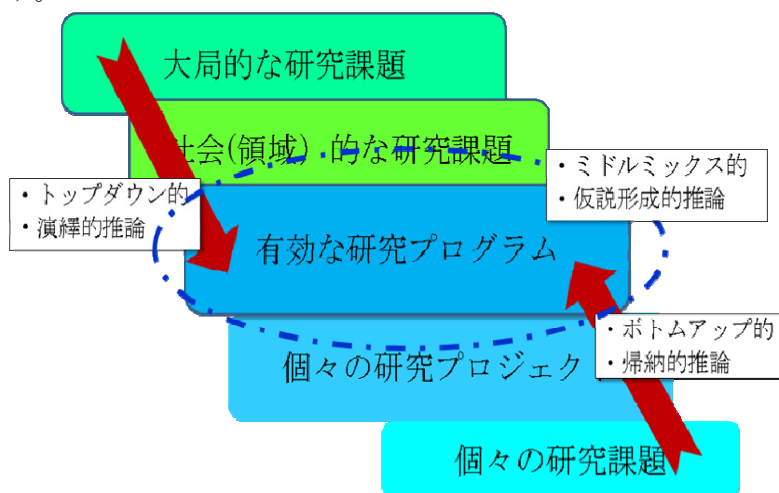 る。
大局的な研究課題
社会(領域）的な研究課題
・ミドルミックス的
・仮説形成的推論
・トップダウン的
・演繹的推論
有効な研究プログラム
・ボトムアップ的
・帰納的推論
個々の研究プロジェク
個々の研究課題